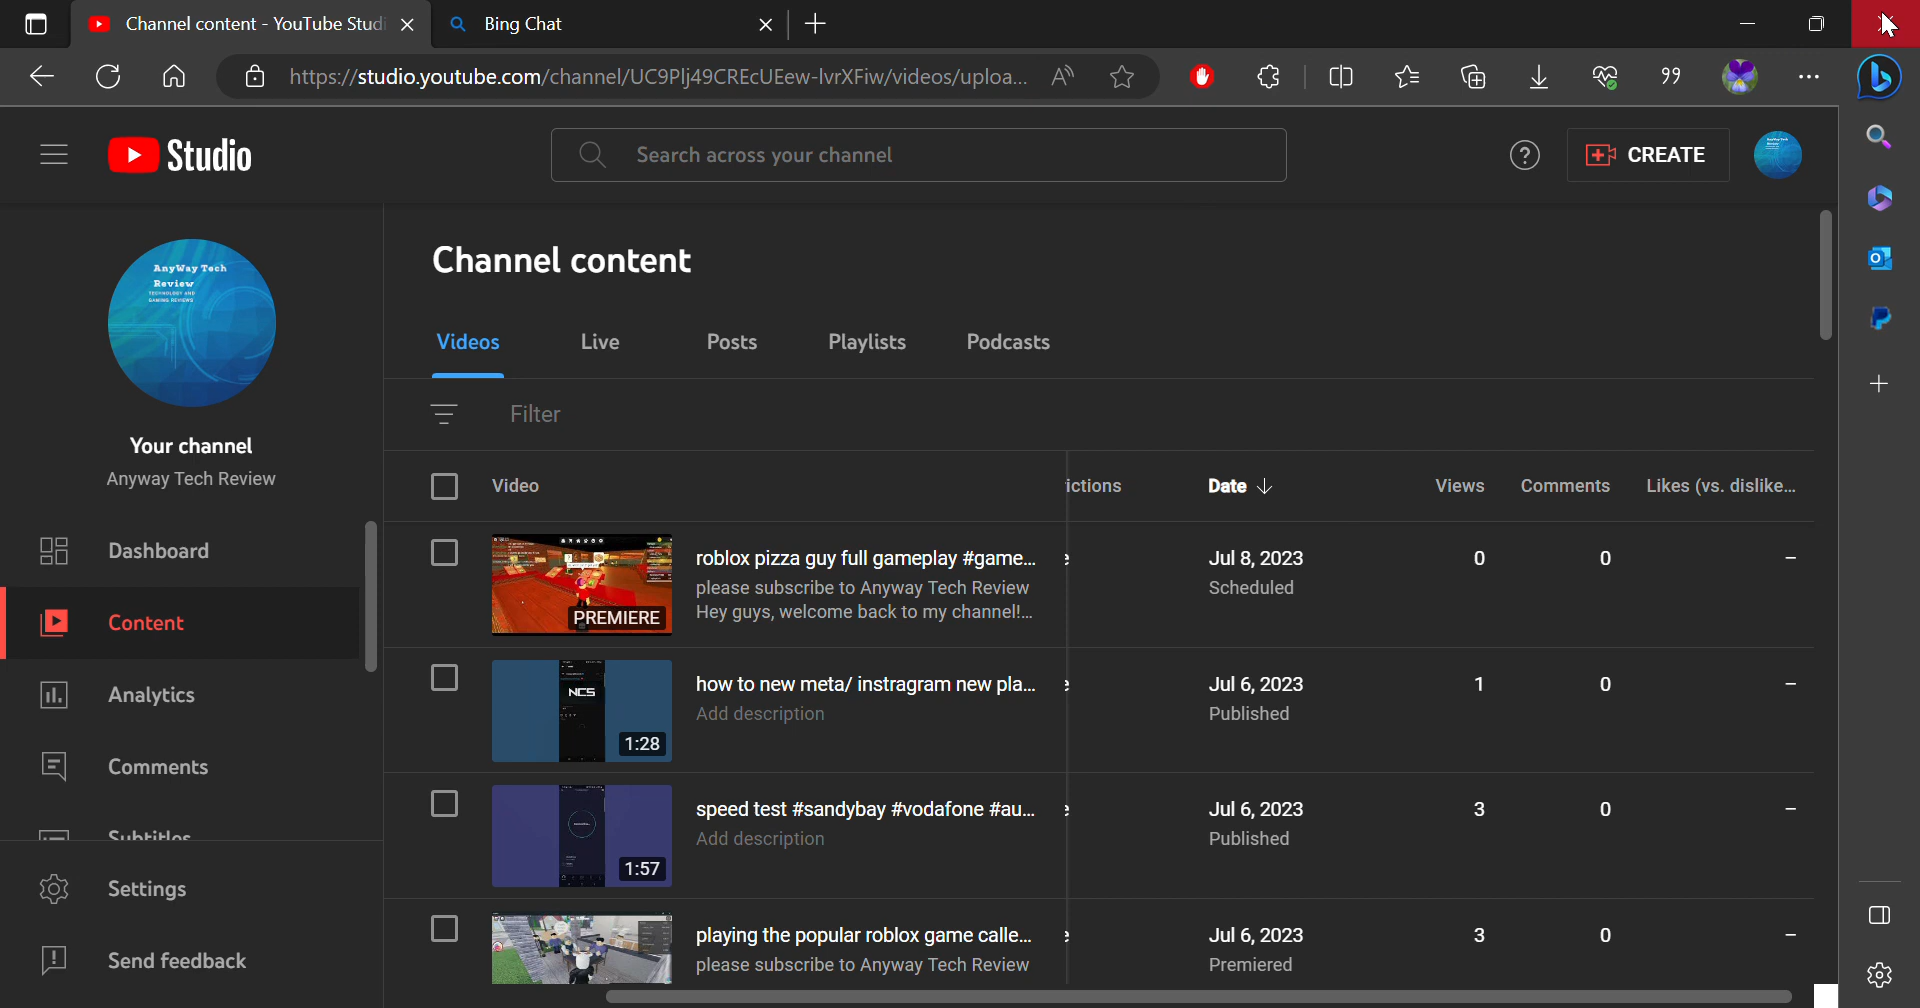 Channel content - YouTube Studi
Bing Chat
https://studio.youtube.com/channel/UC9Plj49CREcUEew-lvrXFiw/videos/uploa...
Studio
Search across your channel
CREATE
AnyWay Tech
Review
TECHNOLOGY AND
GAMING REVIEWS
Your channel
Anyway Tech Review
Dashboard
Content
Analytics
Comments
Subtitles
Settings
Send feedback
Channel content
Videos Live Posts Playlists Podcasts
Filter
Video ictions Date Views Comments Likes (vs. dislike...
PREMIERE
roblox pizza guy full gameplay #game...
please subscribe to Anyway Tech Review
Hey guys, welcome back to my channel!...
Jul 8, 2023 0 0 –
Scheduled
NCS
1:28
how to new meta/ instragram new pla...
Add description
Jul 6, 2023 1 0 –
Published
1:57
speed test #sandybay #vodafone #au...
Add description
Jul 6, 2023 3 0 –
Published
playing the popular roblox game calle...
please subscribe to Anyway Tech Review
Jul 6, 2023 3 0 –
Premiered